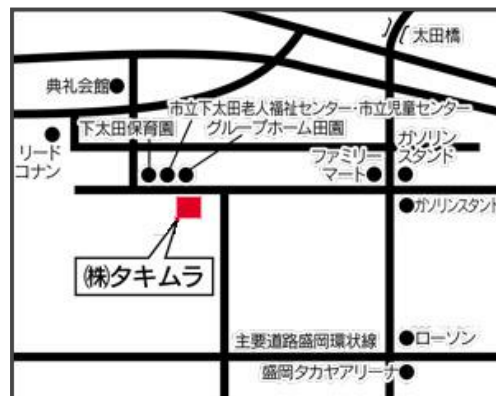 太田橋
典礼会館
市立下太田老人福祉センター・市立児童センター
下太田保育園
グループホーム田園
ガソリン
スタンド
リード
コナン
ファミリー
マート
ガソリンスタンド
㈱タキムラ
主要道路盛岡環状線
ローソン
盛岡タカヤアリーナ